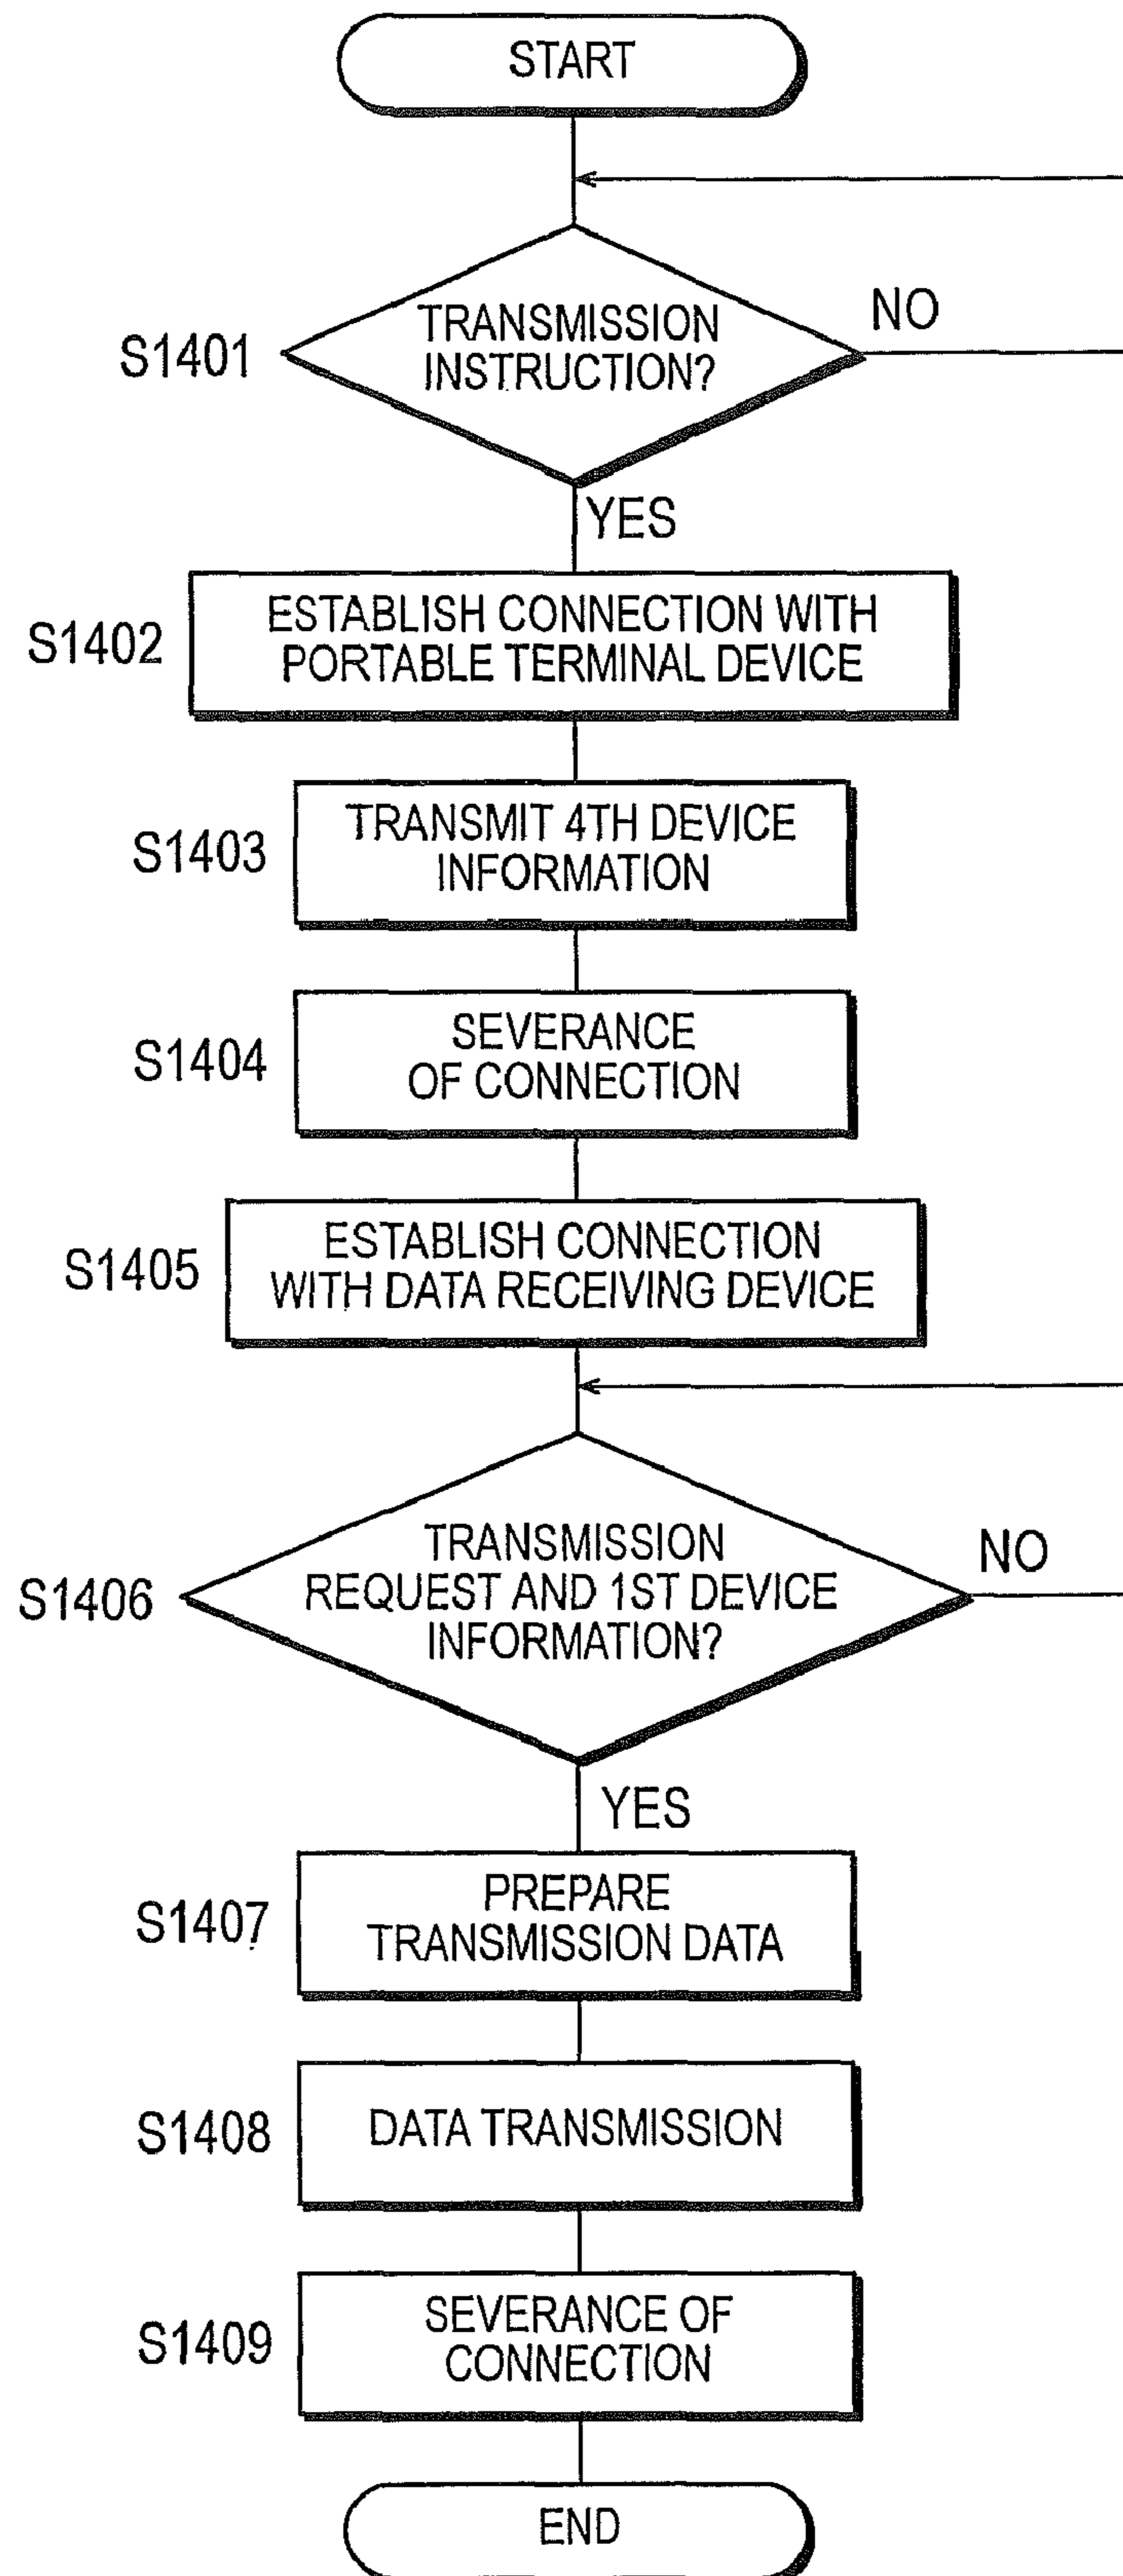 START
S1401
TRANSMISSION
INSTRUCTION?
NO
YES
S1402
ESTABLISH CONNECTION WITH
PORTABLE TERMINAL DEVICE
S1403
TRANSMIT 4TH DEVICE
INFORMATION
S1404
SEVERANCE
OF CONNECTION
S1405
ESTABLISH CONNECTION
WITH DATA RECEIVING DEVICE
S1406
TRANSMISSION
REQUEST AND 1ST DEVICE
INFORMATION?
NO
YES
S1407
PREPARE
TRANSMISSION DATA
S1408
DATA TRANSMISSION
S1409
SEVERANCE OF
CONNECTION
END